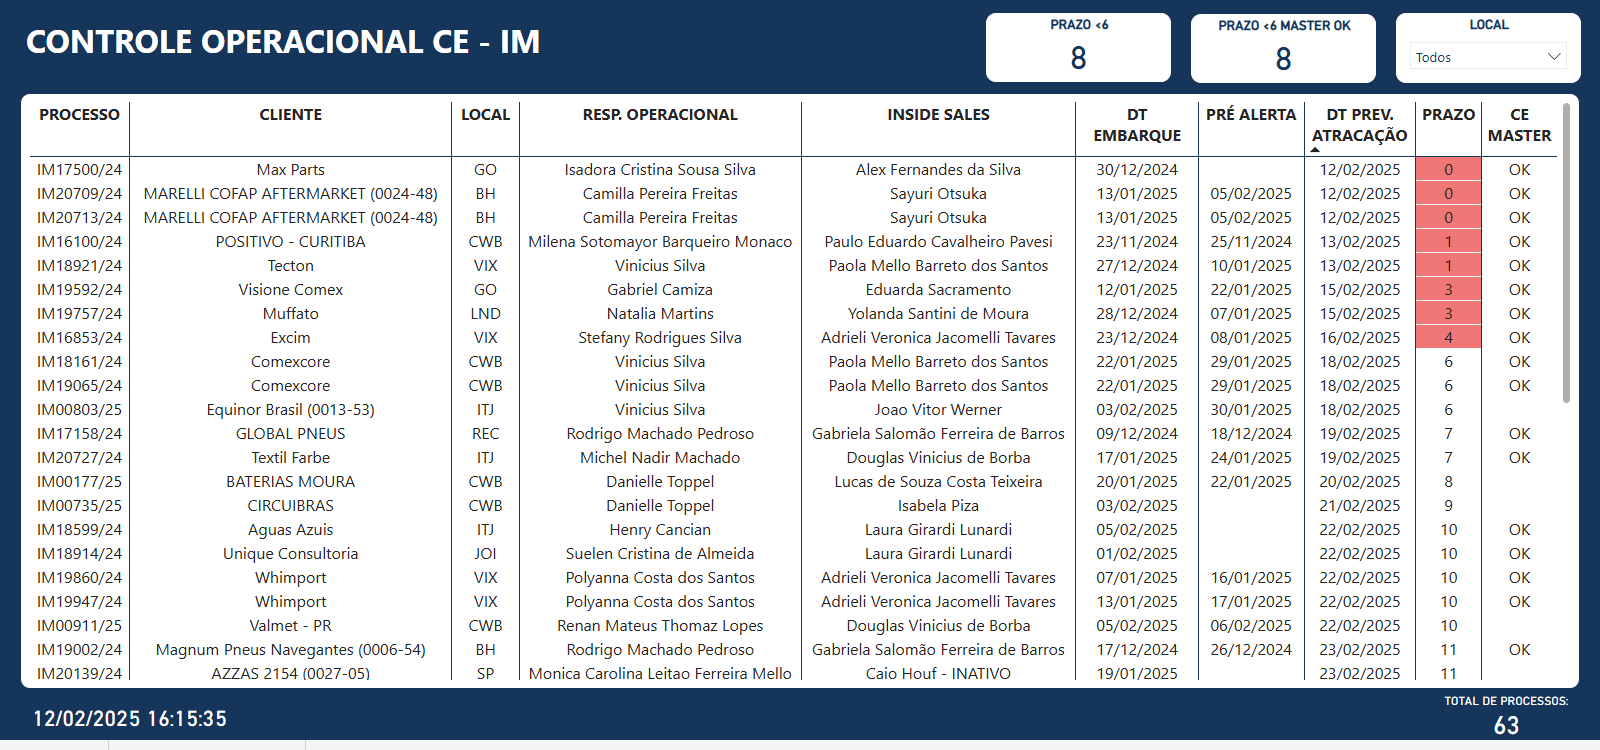 CONTROLE OPERACIONAL CE - IM
PRAZO <6
8
PRAZO <6 MASTER OK
8
LOCAL
Todos
PROCESSO CLIENTE LOCAL RESP. OPERACIONAL INSIDE SALES DT EMBARQUE PRÉ ALERTA DT PREV. ATRACAÇÃO PRAZO CE MASTER
IM17500/24 Max Parts GO Isadora Cristina Sousa Silva Alex Fernandes da Silva 30/12/2024 12/02/2025 0 OK
IM20709/24 MARELLI COFAP AFTERMARKET (0024-48) BH Camilla Pereira Freitas Sayuri Otsuka 13/01/2025 05/02/2025 12/02/2025 0 OK
IM20713/24 MARELLI COFAP AFTERMARKET (0024-48) BH Camilla Pereira Freitas Sayuri Otsuka 13/01/2025 05/02/2025 12/02/2025 0 OK
IM16100/24 POSITIVO - CURITIBA CWB Milena Sotomayor Barqueiro Monaco Paulo Eduardo Cavalheiro Pavesi 23/11/2024 25/11/2024 13/02/2025 1 OK
IM18921/24 Tecton VIX Vinicius Silva Paola Mello Barreto dos Santos 27/12/2024 10/01/2025 13/02/2025 1 OK
IM19592/24 Visione Comex GO Gabriel Camiza Eduarda Sacramento 12/01/2025 22/01/2025 15/02/2025 3 OK
IM19757/24 Muffato LND Natalia Martins Yolanda Santini de Moura 28/12/2024 07/01/2025 15/02/2025 3 OK
IM16853/24 Excim VIX Stefany Rodrigues Silva Adrieli Veronica Jacomelli Tavares 23/12/2024 08/01/2025 16/02/2025 4 OK
IM18161/24 Comexcore CWB Vinicius Silva Paola Mello Barreto dos Santos 22/01/2025 29/01/2025 18/02/2025 6 OK
IM19065/24 Comexcore CWB Vinicius Silva Paola Mello Barreto dos Santos 22/01/2025 29/01/2025 18/02/2025 6 OK
IM00803/25 Equinor Brasil (0013-53) ITJ Vinicius Silva Joao Vitor Werner 03/02/2025 30/01/2025 18/02/2025 6
IM17158/24 GLOBAL PNEUS REC Rodrigo Machado Pedroso Gabriela Salomão Ferreira de Barros 09/12/2024 18/12/2024 19/02/2025 7 OK
IM20727/24 Textil Farbe ITJ Michel Nadir Machado Douglas Vinicius de Borba 17/01/2025 24/01/2025 19/02/2025 7 OK
IM00177/25 BATERIAS MOURA CWB Danielle Toppel Lucas de Souza Costa Teixeira 20/01/2025 22/01/2025 20/02/2025 8
IM00735/25 CIRCUIBRAS CWB Danielle Toppel Isabela Piza 03/02/2025 21/02/2025 9
IM18599/24 Aguas Azuis ITJ Henry Cancian Laura Girardi Lunardi 05/02/2025 22/02/2025 10 OK
IM18914/24 Unique Consultoria JOI Suelen Cristina de Almeida Laura Girardi Lunardi 01/02/2025 22/02/2025 10 OK
IM19860/24 Whimport VIX Polyanna Costa dos Santos Adrieli Veronica Jacomelli Tavares 07/01/2025 16/01/2025 22/02/2025 10 OK
IM19947/24 Whimport VIX Polyanna Costa dos Santos Adrieli Veronica Jacomelli Tavares 13/01/2025 17/01/2025 22/02/2025 10 OK
IM00911/25 Valmet - PR CWB Renan Mateus Thomaz Lopes Douglas Vinicius de Borba 05/02/2025 06/02/2025 22/02/2025 10
IM19002/24 Magnum Pneus Navegantes (0006-54) BH Rodrigo Machado Pedroso Gabriela Salomão Ferreira de Barros 17/12/2024 26/12/2024 23/02/2025 11 OK
IM20139/24 AZZAS 2154 (0027-05) SP Monica Carolina Leitao Ferreira Mello Caio Houf - INATIVO 19/01/2025 23/02/2025 11
12/02/2025 16:15:35
TOTAL DE PROCESSOS:
63